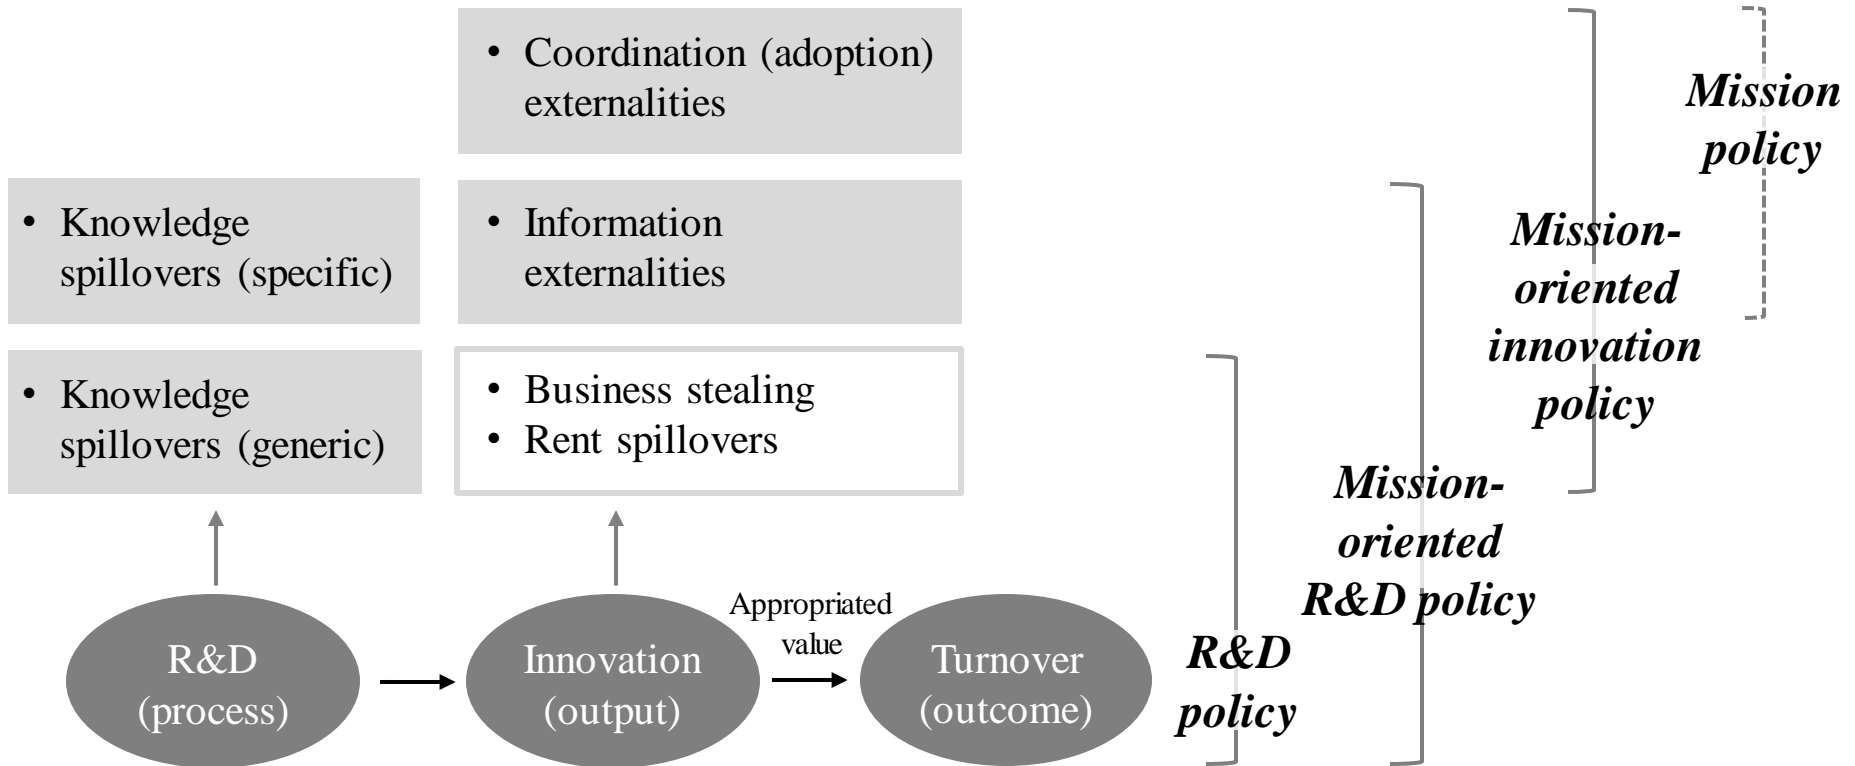 • Coordination (adoption)
externalities
• Knowledge
spillovers (specific)
• Information
externalities
• Knowledge
spillovers (generic)
• Business stealing
• Rent spillovers
R&D
(process)
Innovation
(output)
Appropriated
value
Turnover
(outcome)
R&D
policy
Mission-
oriented
R&D policy
Mission-
oriented
innovation
policy
Mission
policy